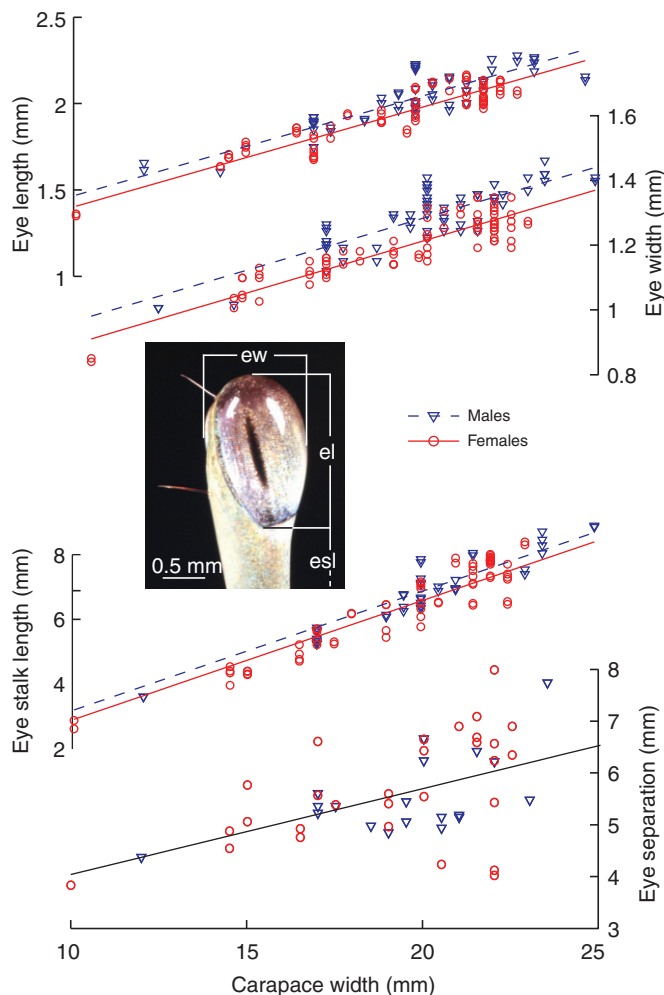 2.5
2
1.5
1
Eye length (mm)
1.6
1.4
1.2
1
0.8
Eye width (mm)
ew
el
esl
0.5 mm
Males
Females
8
6
4
2
Eye stalk length (mm)
8
7
6
5
4
3
Eye separation (mm)
10
15
20
25
Carapace width (mm)